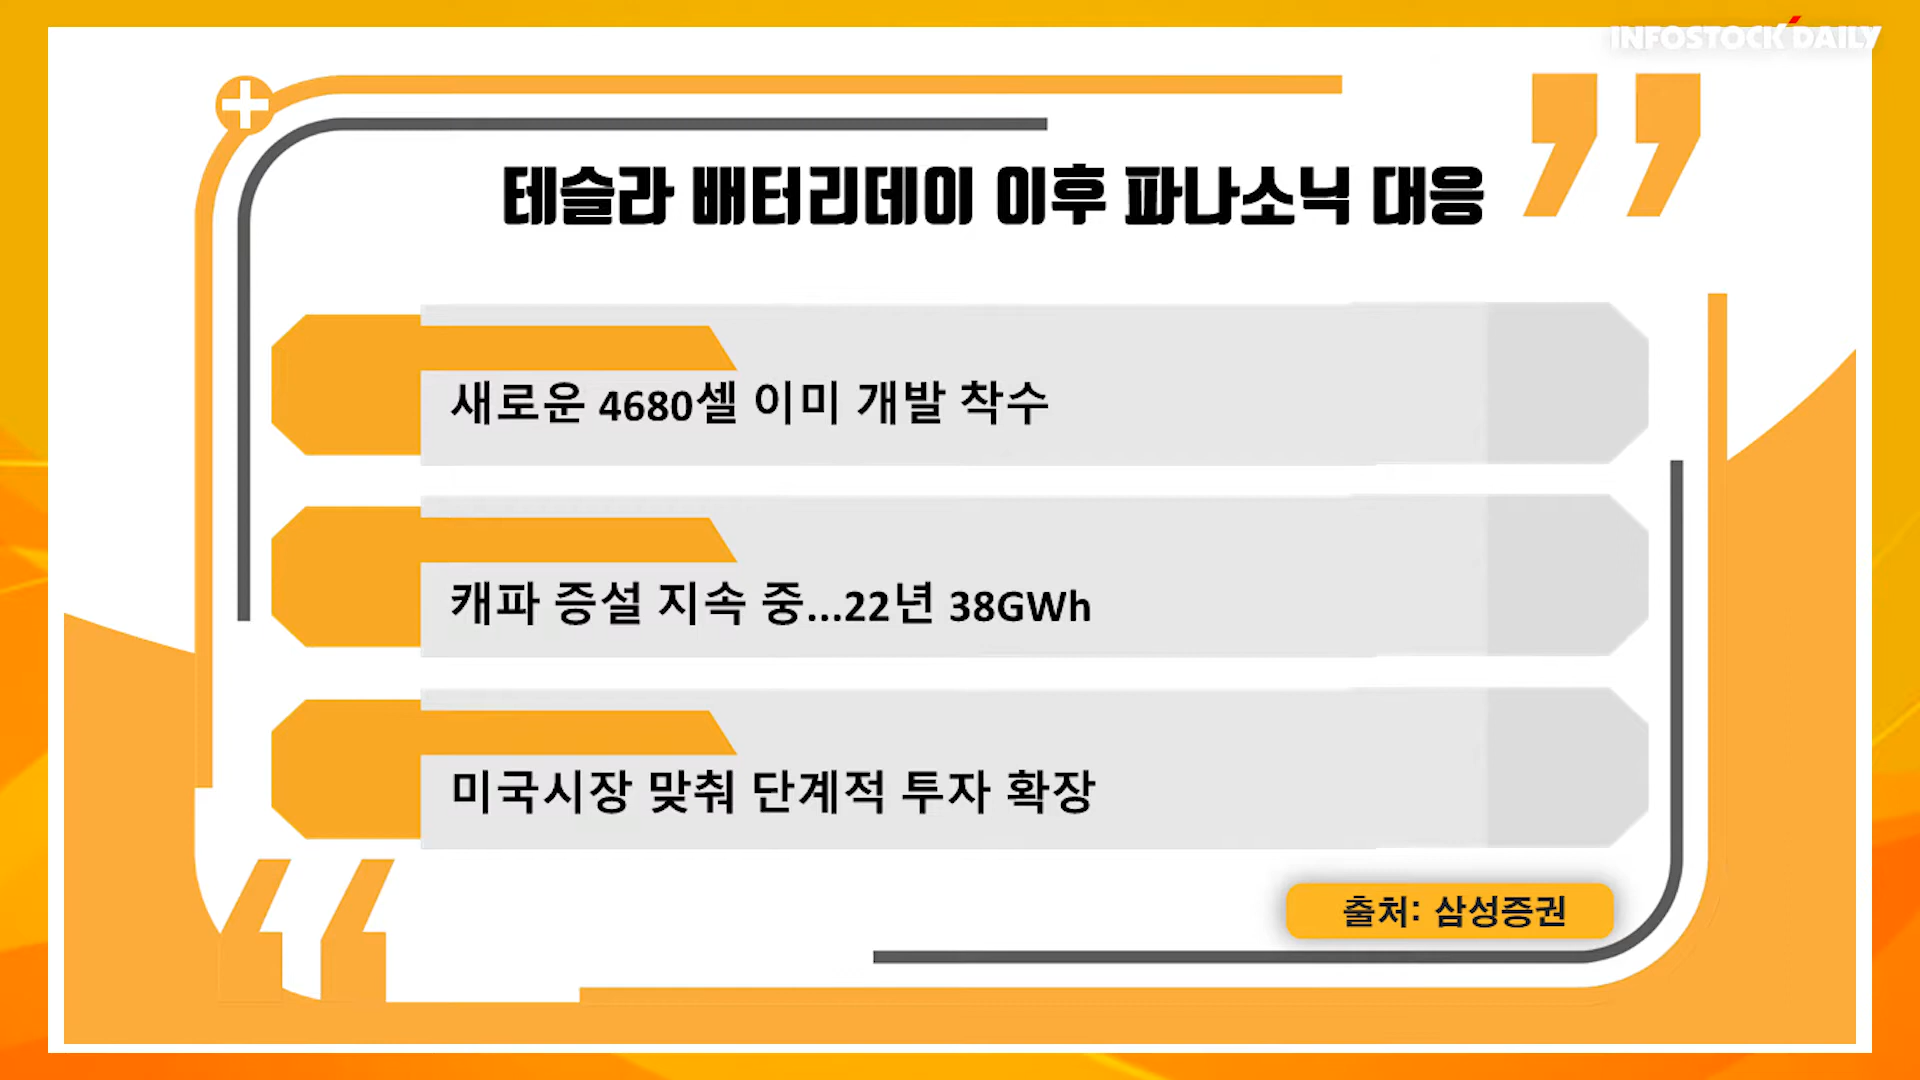 INFOSTOCK DAILY
테슬라 배터리데이 이후 파나소닉 대응
새로운 4680셀 이미 개발 착수
캐파 증설 지속 중...22년 38GWh
미국시장 맞춰 단계적 투자 확장
출처: 삼성증권